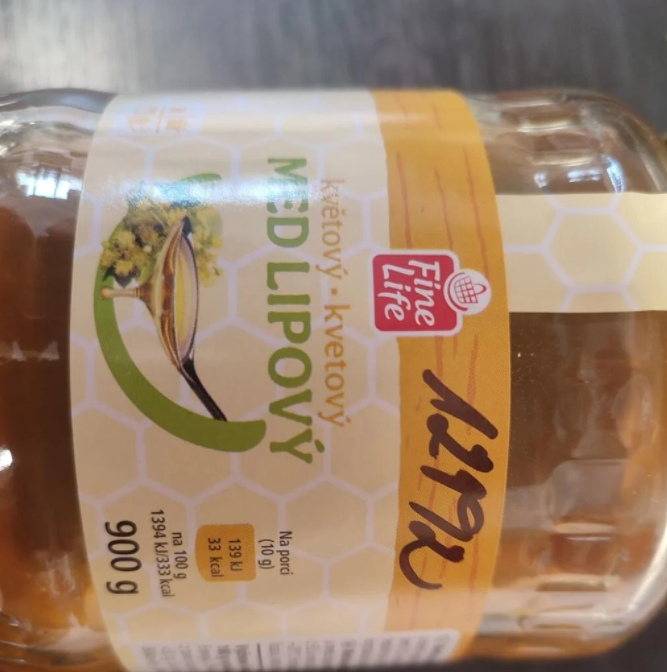 Fine
Life
květový • kvetový
MED LIPOVÝ
Na porci
(10 g)
139 kJ
33 kcal
na 100 g
1394 kJ/333 kcal
900 g